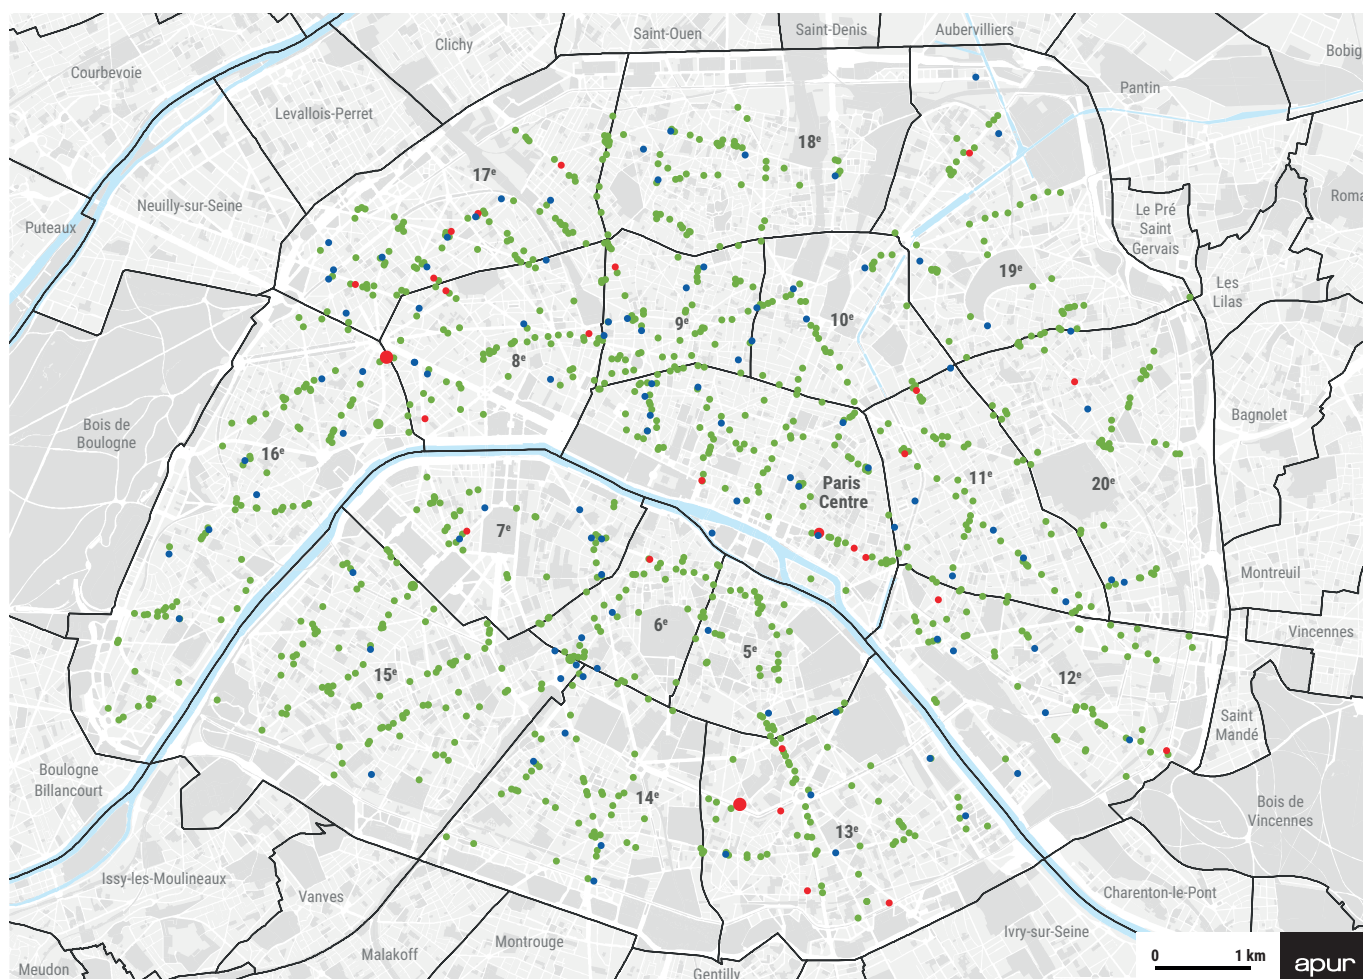 Saint-Ouen
Saint-Denis
Aubervilliers
Clichy
Bobig
Courbevoie
Pantin
Levallois-Perret
18e
17e
Neuilly-sur-Seine
Roma
Le Pré
Saint
Gervais
Puteaux
19e
Les
Lilas
9e
10e
8e
Bagnolet
Bois de
Boulogne
16e
11e
20e
Paris
Centre
7e
Montreuil
6e
Vincennes
5e
15e
12e
Saint
Mandé
Boulogne
Billancourt
14e
Bois de
Vincennes
13e
Issy-les-Moulineaux
Vanves
Charenton-le-Pont
Ivry-sur-Seine
Montrouge
Malakoff
Meudon
Gentilly
0 1 km
apur